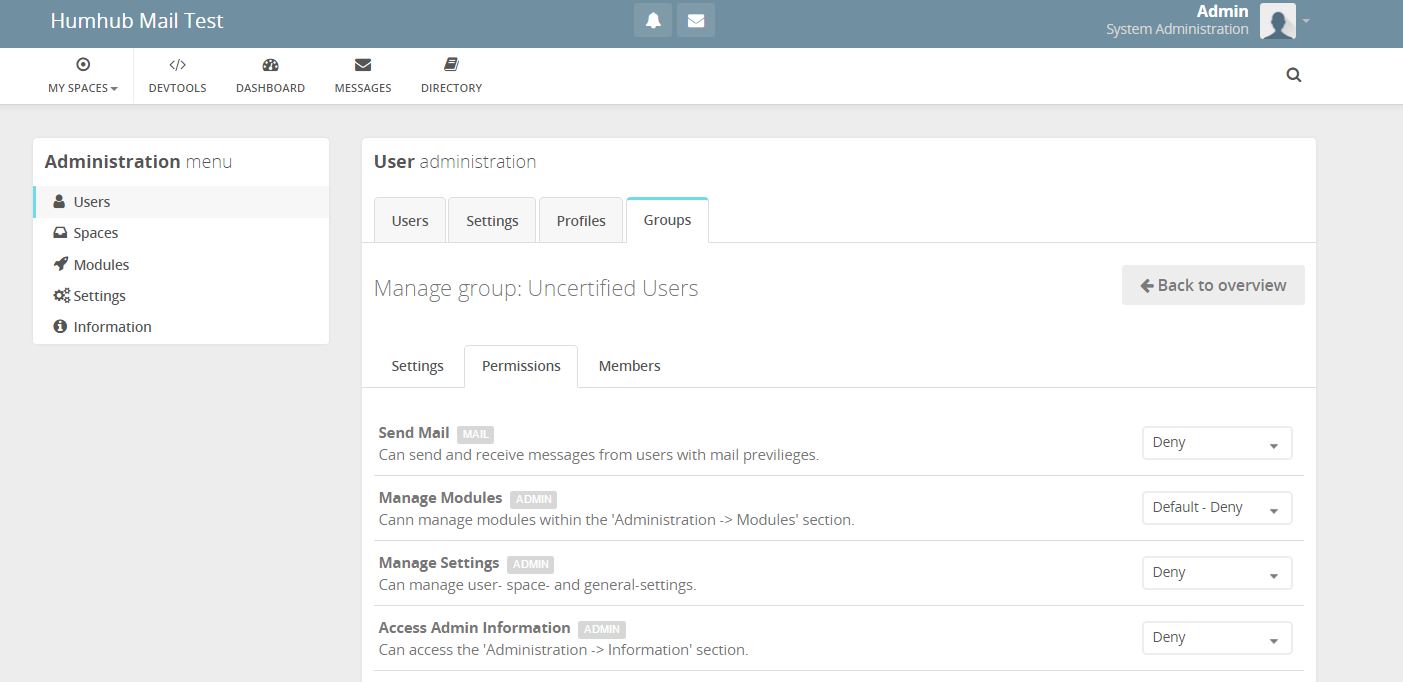 Humhub Mail Test
Admin
System Administration
MY SPACES
DEVTOOLS
DASHBOARD
MESSAGES
DIRECTORY
Administration menu
Users
Spaces
Modules
Settings
Information
User administration
Users
Settings
Profiles
Groups
Manage group: Uncertified Users
Back to overview
Settings
Permissions
Members
Send Mail MAIL
Can send and receive messages from users with mail previlieges.
Deny
Manage Modules ADMIN
Cann manage modules within the 'Administration -> Modules' section.
Default - Deny
Manage Settings ADMIN
Can manage user- space- and general-settings.
Deny
Access Admin Information ADMIN
Can access the 'Administration -> Information' section.
Deny